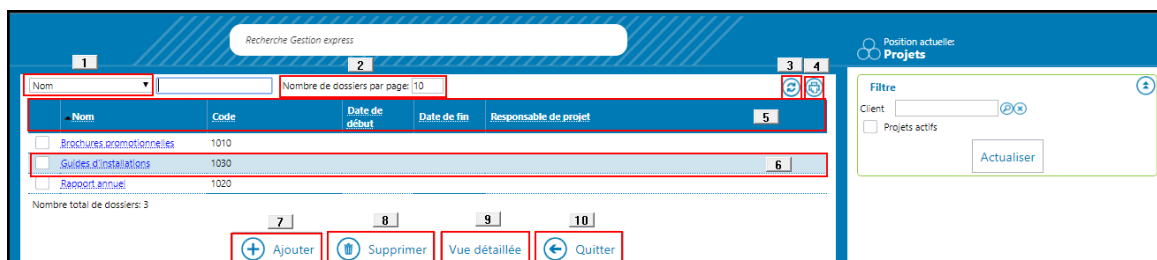 Recherche Gestion express
Position actuelle:
Projets
1
2
3 4
Nom
Nombre de dossiers par page: 10
Filtre
Client
Projets actifs
Actualiser
Nom Code Date de début Date de fin Responsable de projet 5
Brochures promotionnelles 1010
Guides d'installations 1030 6
Rapport annuel 1020
Nombre total de dossiers: 3
7 8 9 10
Ajouter Supprimer Vue détaillée Quitter